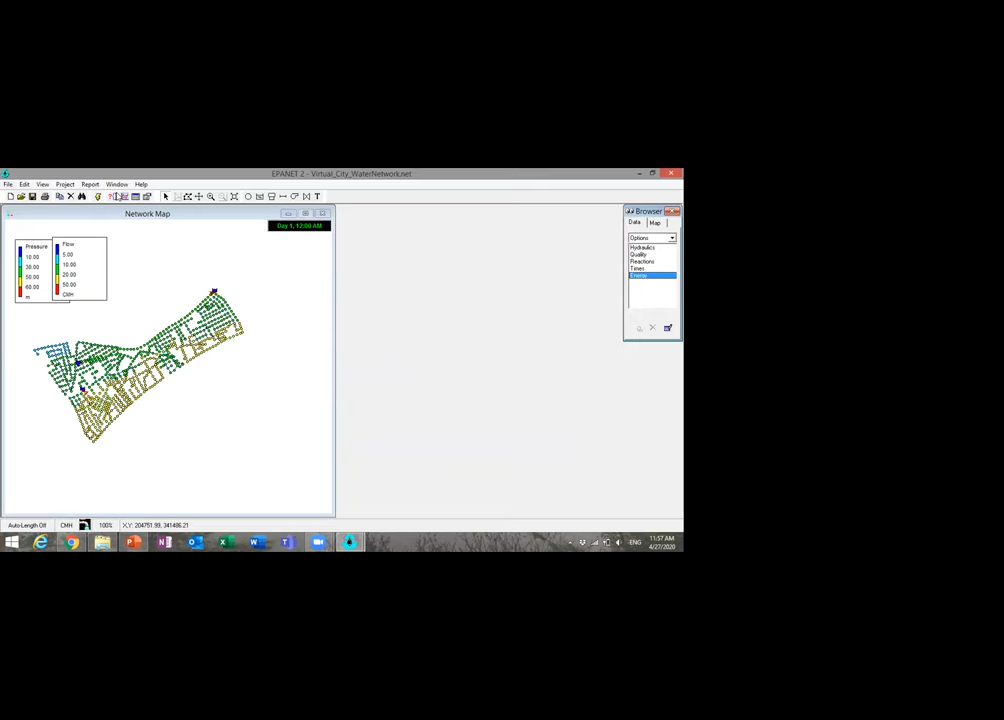 EPANET 2 - Virtual_City_WaterNetwork.net
File Edit View Project Report Window Help
Network Map
Day 1, 12:00 AM
Pressure
10.00
30.00
50.00
60.00
m
Flow
5.00
10.00
20.00
50.00
CMH
Browser
Data Map
Options
Hydraulics
Quality
Reactions
Times
Energy
Auto-Length Off CMH 100% X,Y: 204751.99, 341486.21
ENG
11:57 AM
4/27/2020